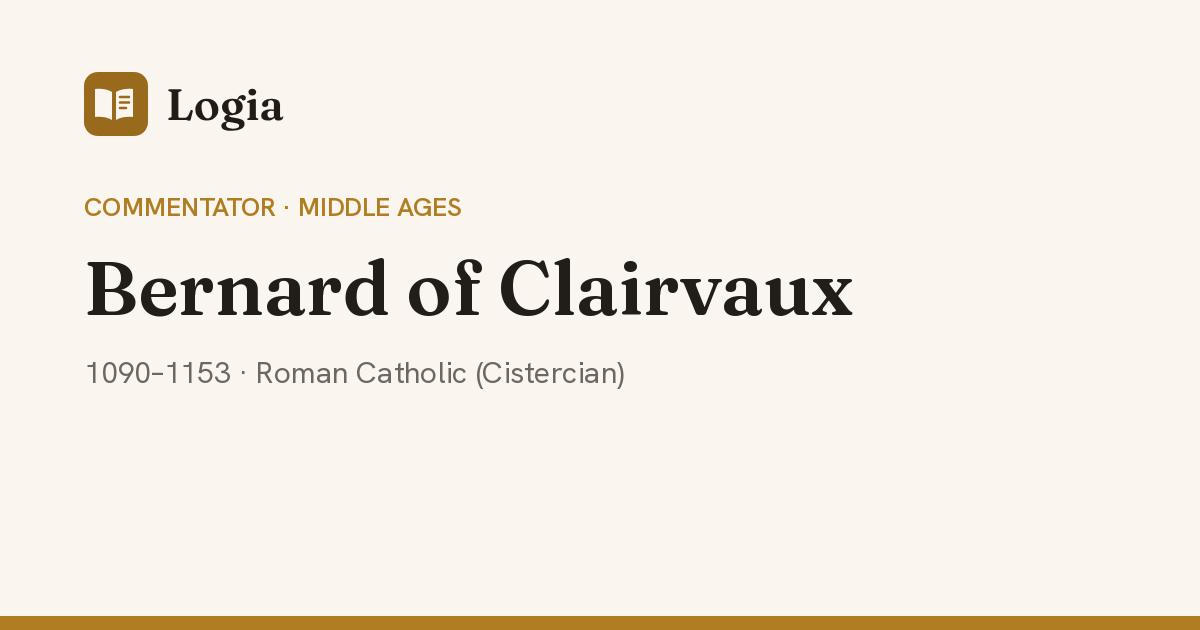 Logia
COMMENTATOR · MIDDLE AGES
Bernard of Clairvaux
1090–1153 · Roman Catholic (Cistercian)